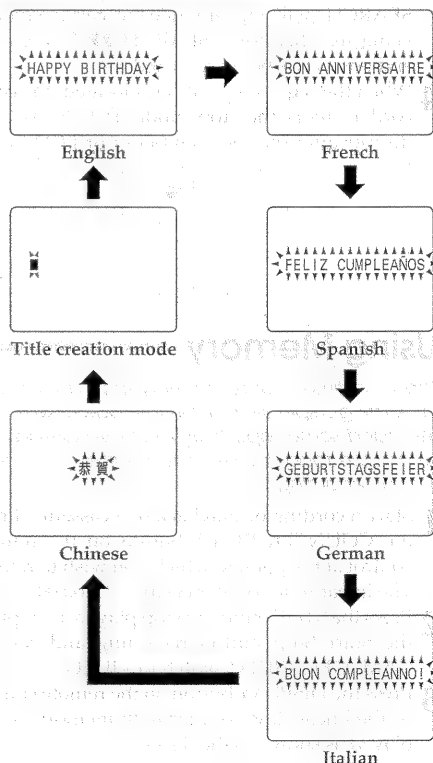 HAPPY BIRTHDAY
English
BON ANNIVERSAIRE
French
FELIZ CUMPLEAÑOS
Spanish
GEBURTSTAGSFEIER
German
BUON COMPLEANNO!
Italian
恭賀
Chinese
Title creation mode